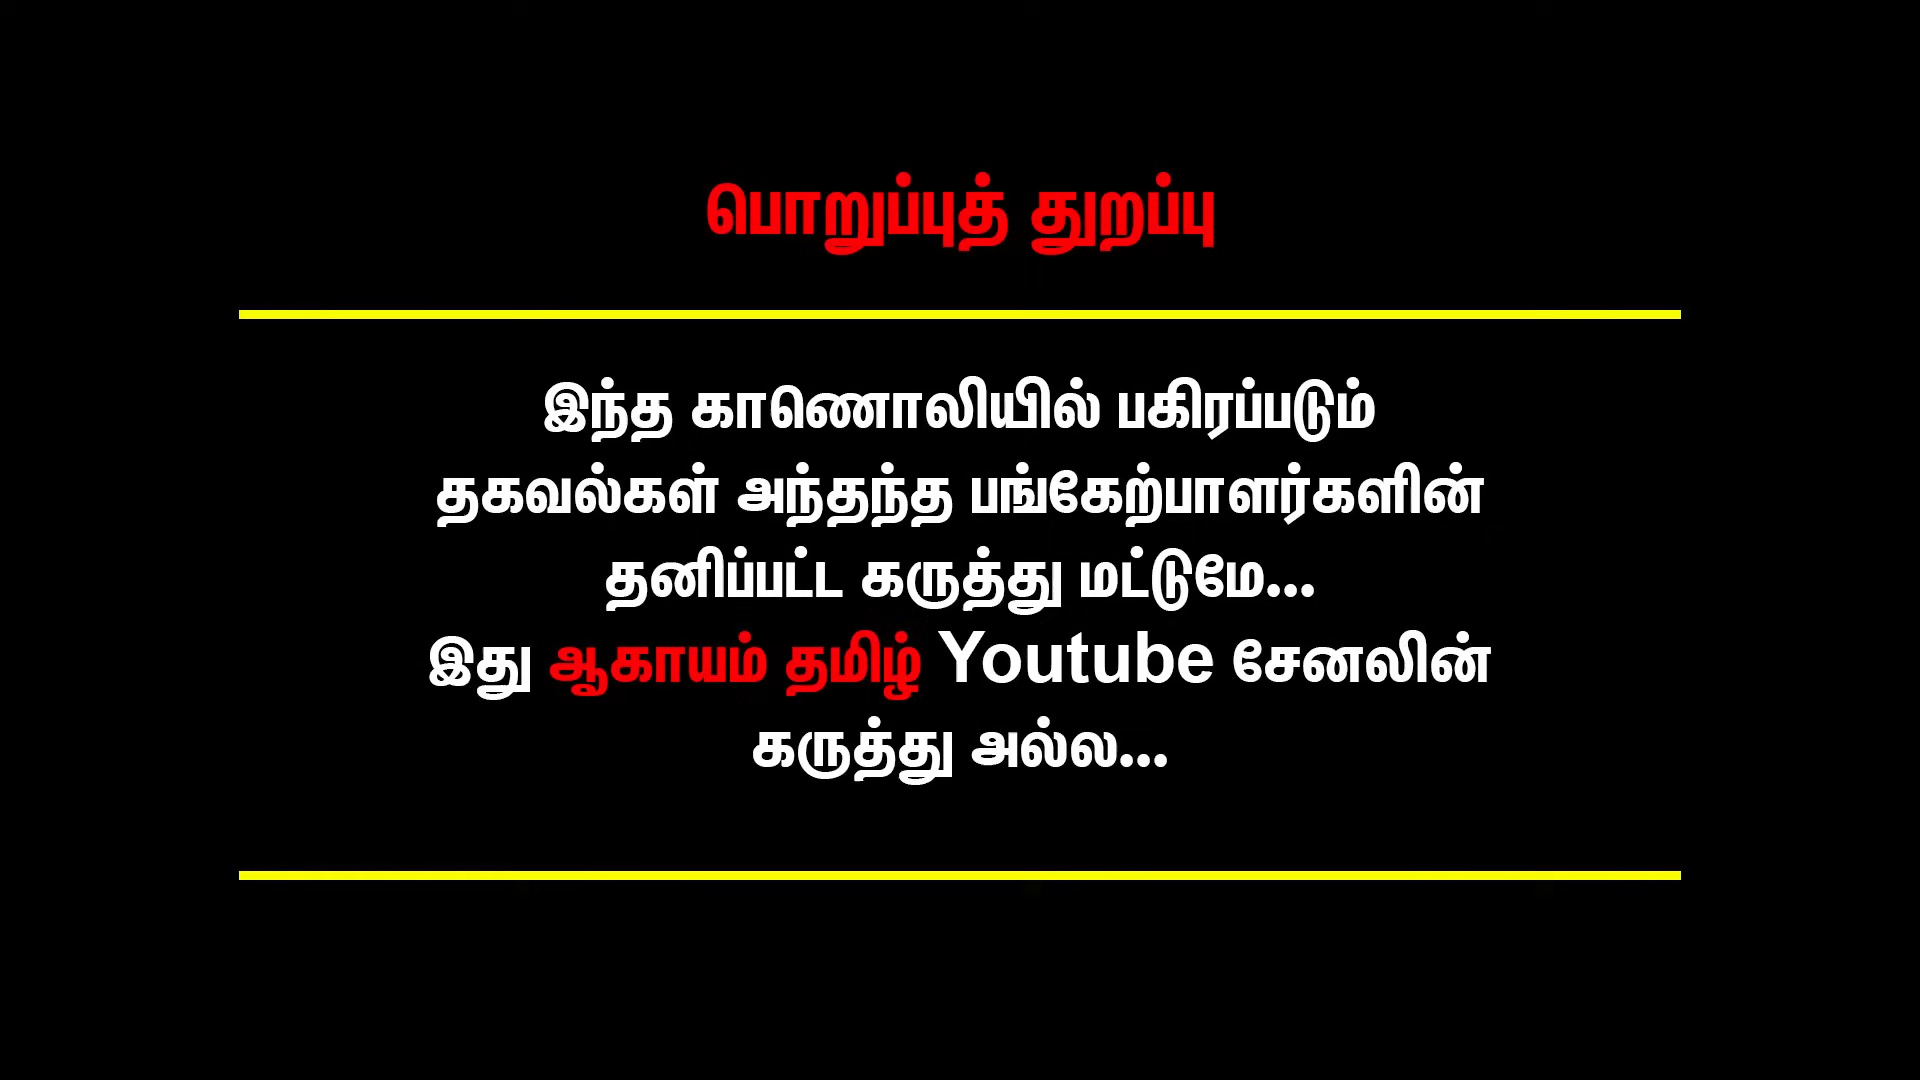 பொறுப்புத் துறப்பு
இந்த காணொலியில் பகிரப்படும்
தகவல்கள் அந்தந்த பங்கேற்பாளர்களின்
தனிப்பட்ட கருத்து மட்டுமே...
இது ஆகாயம் தமிழ் Youtube சேனலின்
கருத்து அல்ல...